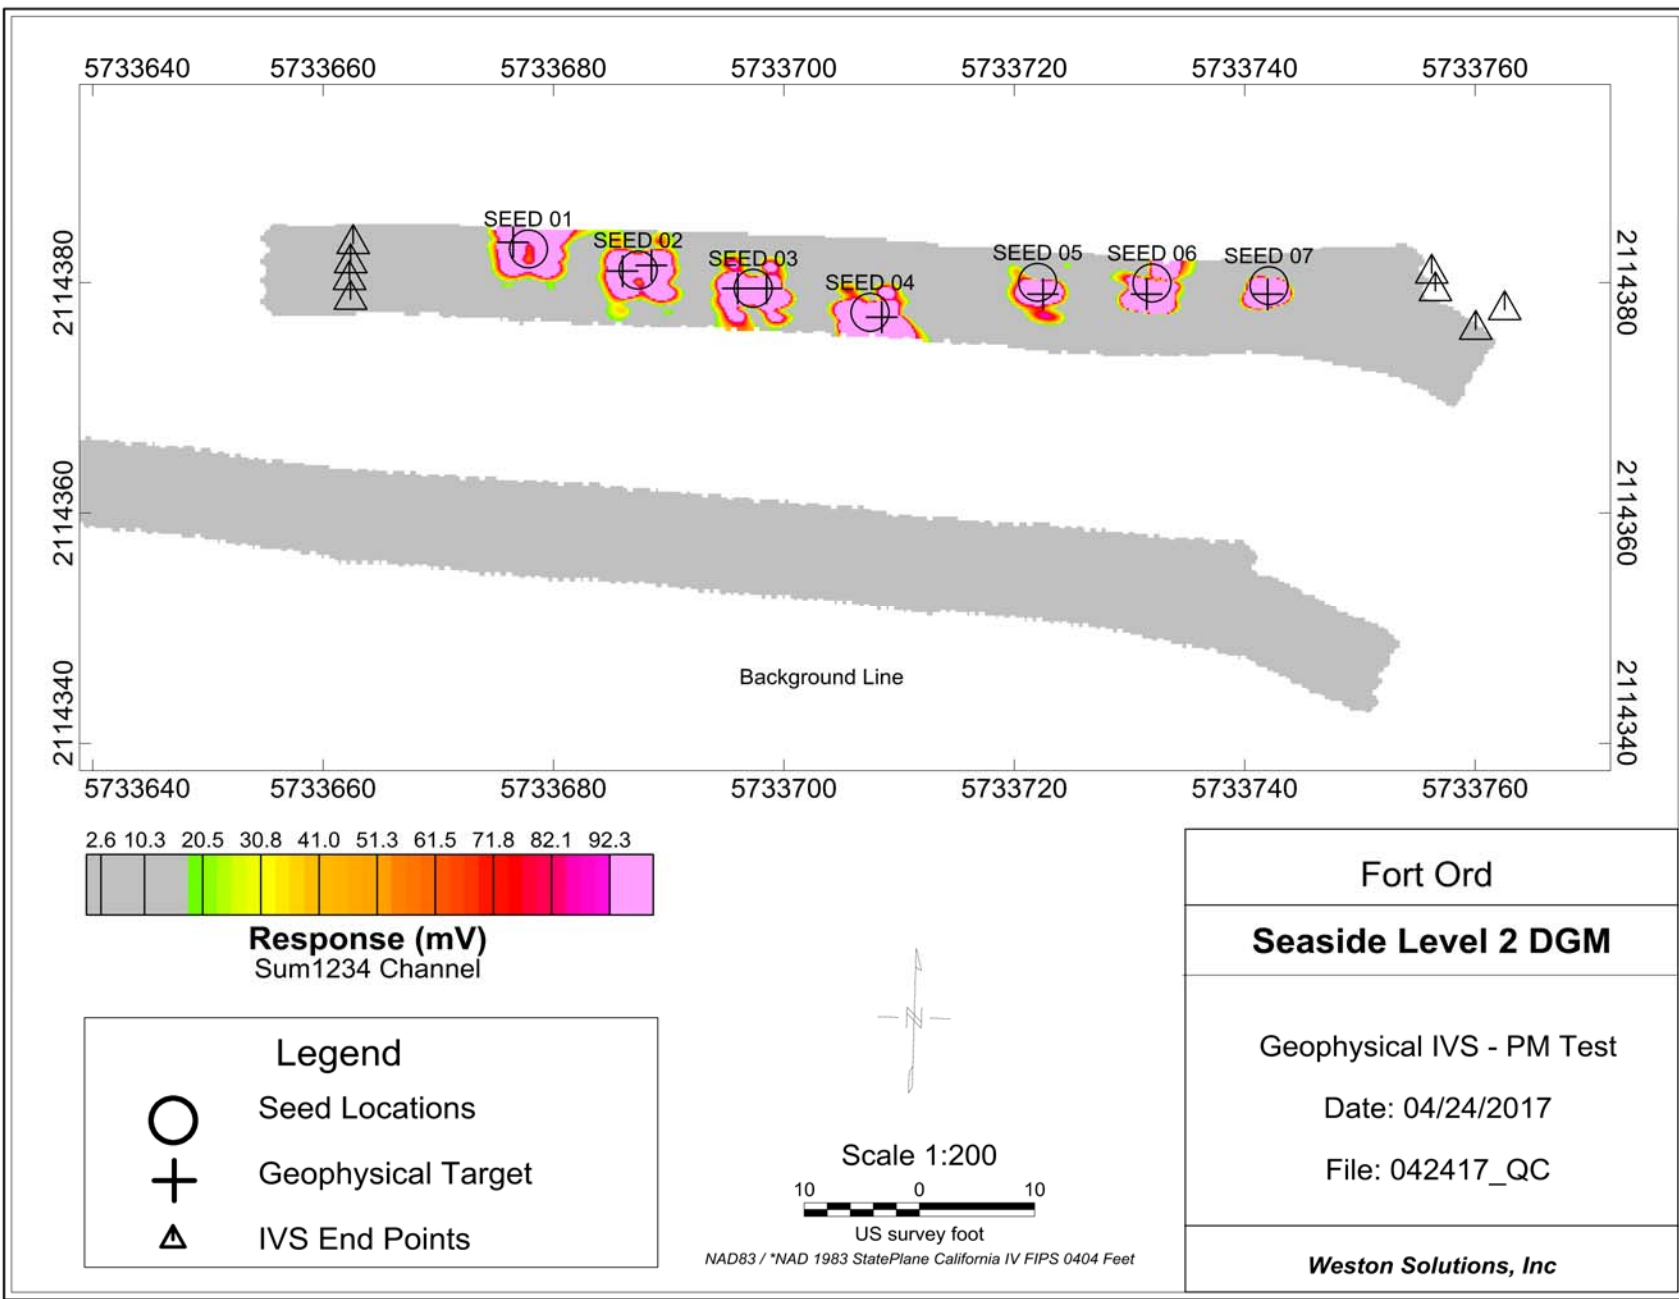 5733640 5733660 5733680 5733700 5733720 5733740 5733760
2114380
2114360
2114340
SEED 01
SEED 02
SEED 03
SEED 04
SEED 05
SEED 06
SEED 07
2114380
2114360
2114340
Background Line
5733640 5733660 5733680 5733700 5733720 5733740 5733760
2.6 10.3 20.5 30.8 41.0 51.3 61.5 71.8 82.1 92.3
Response (mV)
Sum1234 Channel
Legend
Seed Locations
Geophysical Target
IVS End Points
N
Scale 1:200
10 0 10
US survey foot
NAD83 / *NAD 1983 StatePlane California IV FIPS 0404 Feet
Fort Ord
Seaside Level 2 DGM
Geophysical IVS - PM Test
Date: 04/24/2017
File: 042417_QC
Weston Solutions, Inc